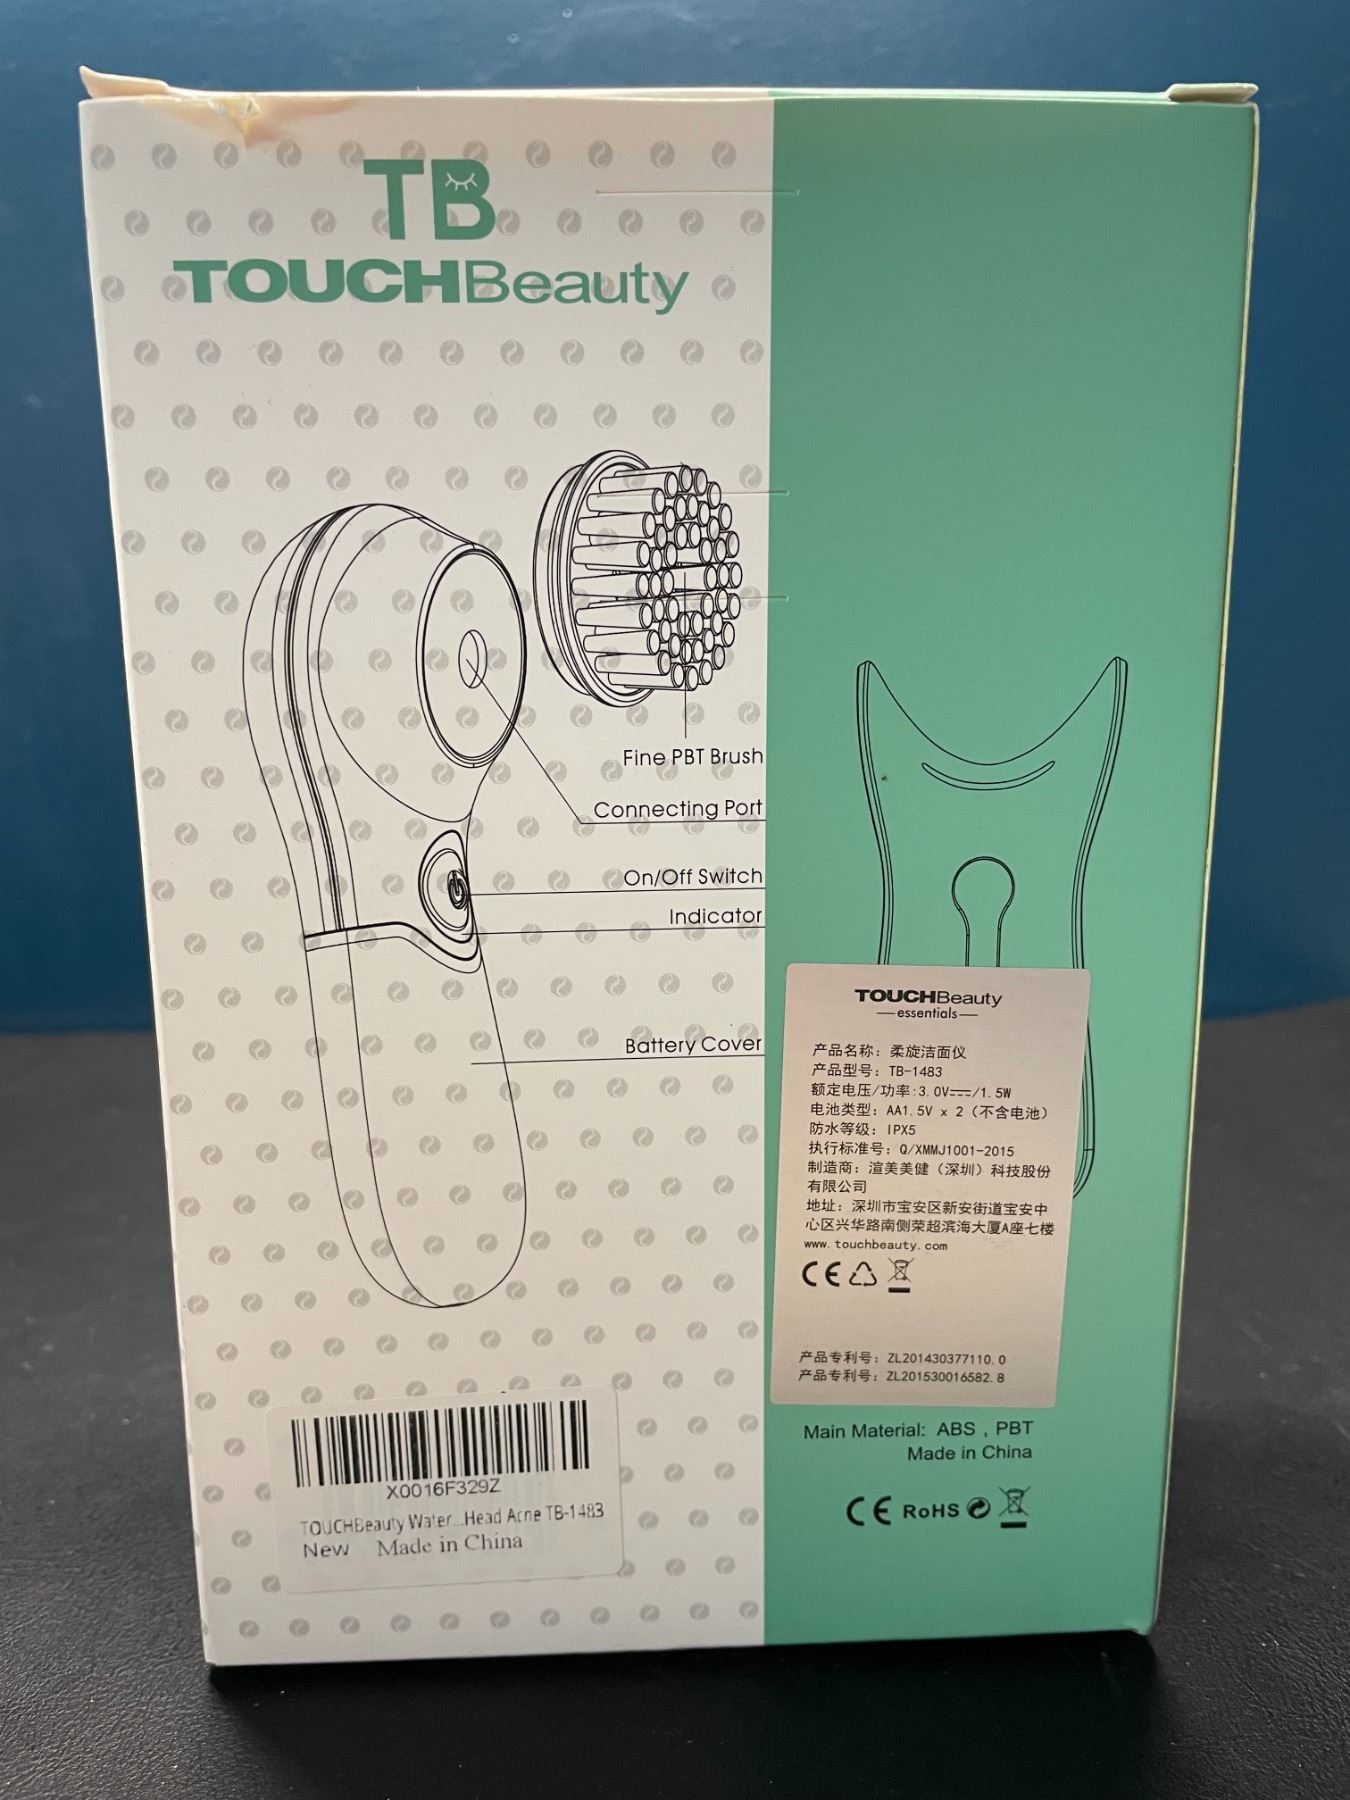 TB
TOUCHBeauty
Fine PBT Brush
Connecting Port
On/Off Switch
Indicator
Battery Cover
X0016F329Z
TOUCHBeauty Water...Head Acne TB-1483
New Made in China
TOUCHBeauty
essentials
产品名称：柔旋洁面仪
产品型号：TB-1483
额定电压/功率:3.0V⎓/1.5W
电池类型：AA1.5V x 2（不含电池）
防水等级：IPX5
执行标准号：Q/XMMJ1001-2015
制造商：渲美美健（深圳）科技股份
有限公司
地址：深圳市宝安区新安街道宝安中
心区兴华路南侧荣超滨海大厦A座七楼
www.touchbeauty.com
CE
产品专利号：ZL201430377110.0
产品专利号：ZL201530016582.8
Main Material: ABS , PBT
Made in China
CE RoHS